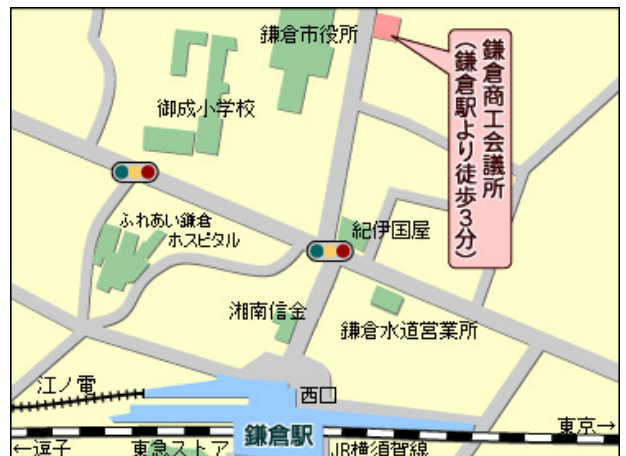 鎌倉市役所
御成小学校
鎌倉商工会議所
(鎌倉駅より徒歩3分)
ふれあい鎌倉
ホスピタル
紀伊国屋
湘南信金
鎌倉水道営業所
江ノ電
西口
鎌倉駅
東京→
←逗子
東急ストア
JR横須賀線